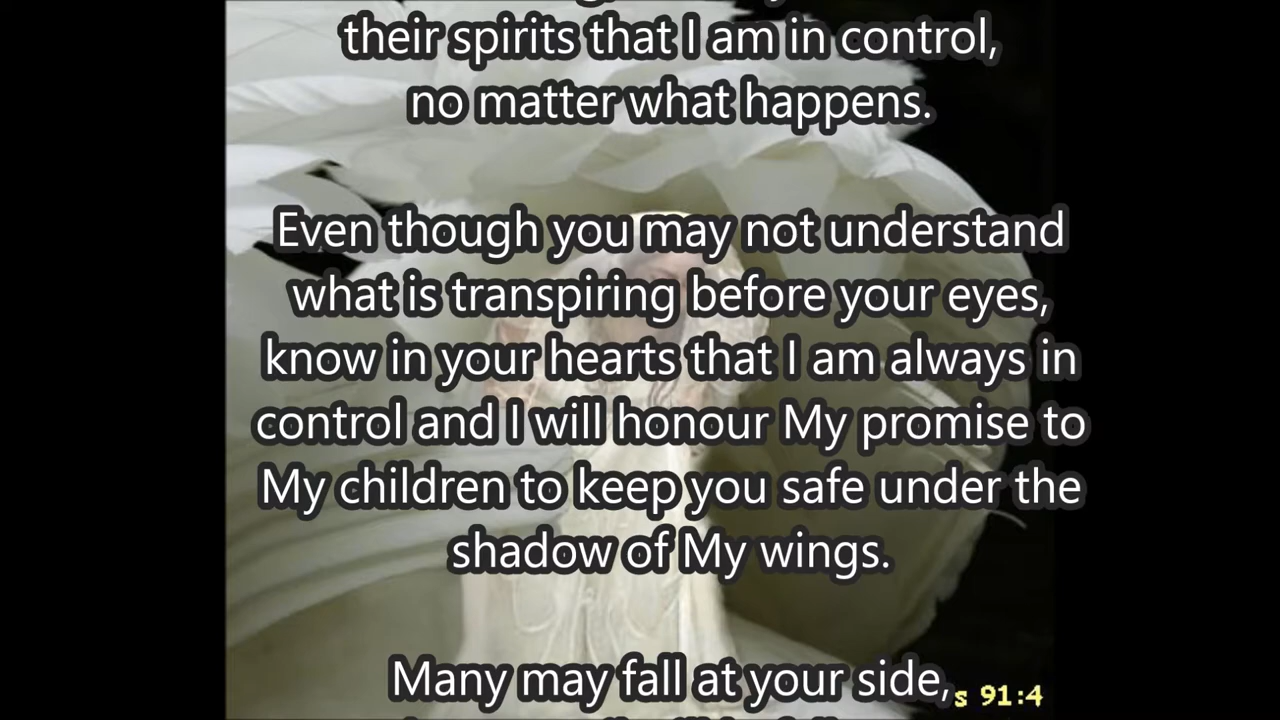 their spirits that I am in control,
no matter what happens.
Even though you may not understand
what is transpiring before your eyes,
know in your hearts that I am always in
control and I will honour My promise to
My children to keep you safe under the
shadow of My wings.
Many may fall at your side,
s 91:4